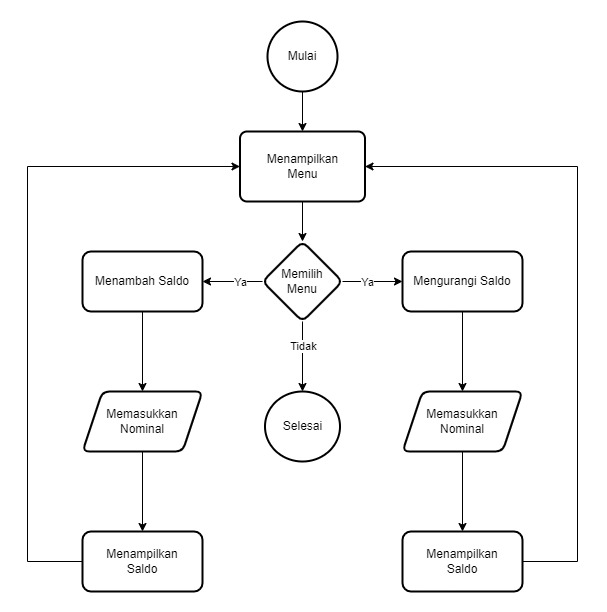 Mulai
Menampilkan
Menu
Menambah Saldo
Ya
Memilih
Menu
Ya
Mengurangi Saldo
Tidak
Memasukkan
Nominal
Selesai
Memasukkan
Nominal
Menampilkan
Saldo
Menampilkan
Saldo